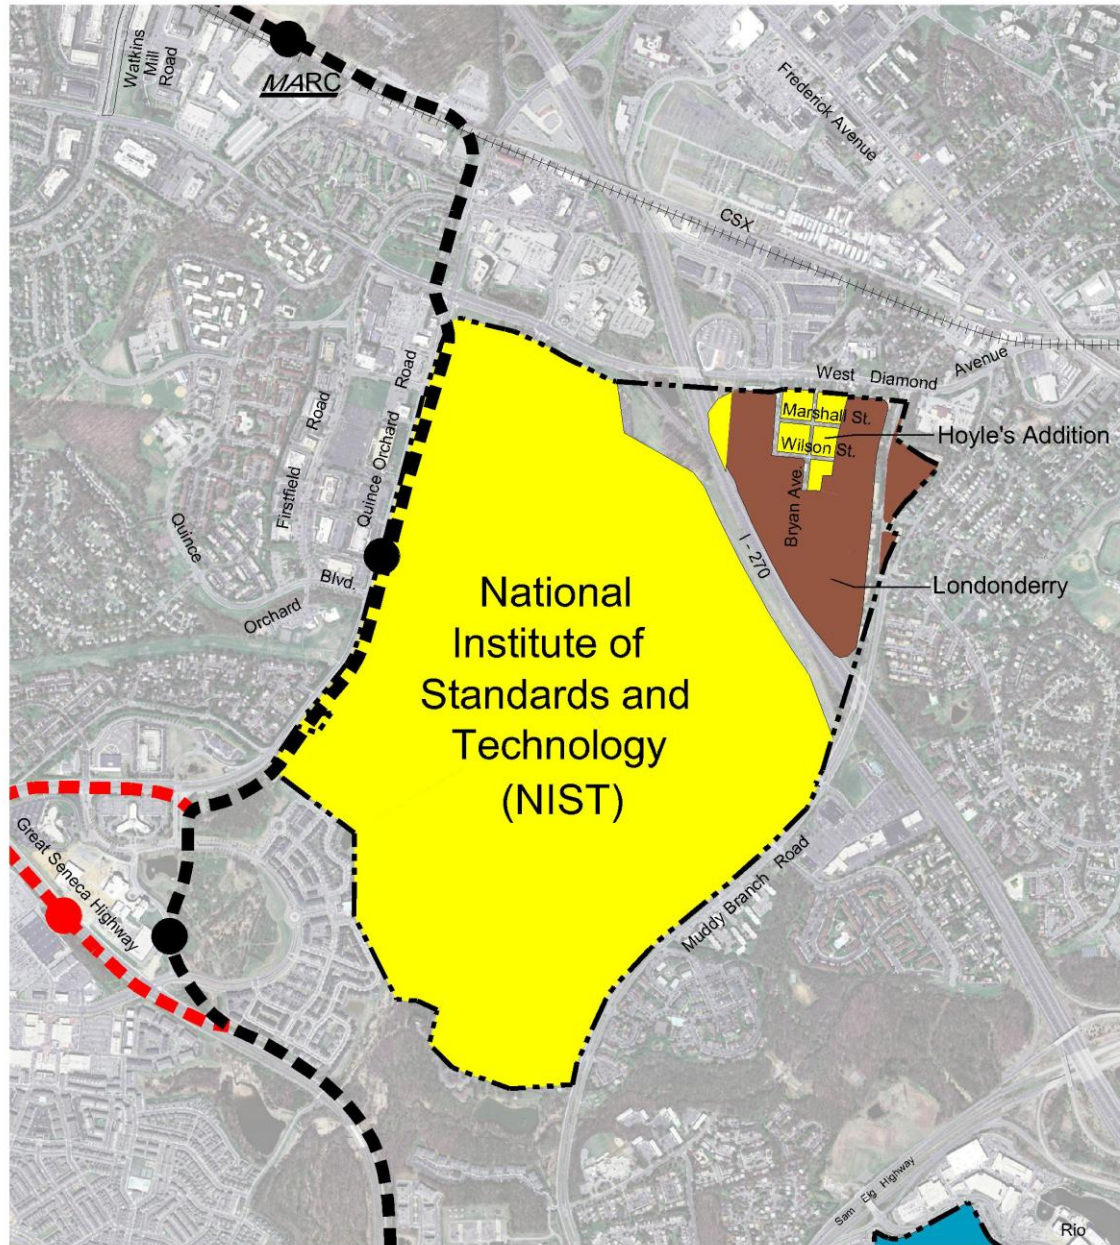 Watkins
Mill
Road
MARC
Frederick Avenue
CSX
West Diamond Avenue
Marshall St.
Hoyle's Addition
Wilson St.
Bryan Ave.
Road
Firstfield
Quince Orchard Road
I - 270
Londonderry
Quince
Orchard
Blvd.
National
Institute of
Standards and
Technology
(NIST)
Great Seneca Highway
Muddy Branch Road
Sam Eig Highway
Rio